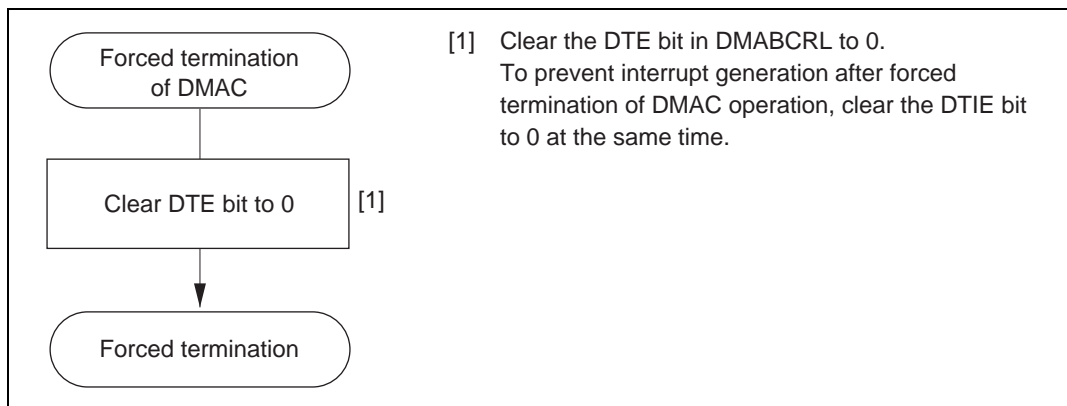 Forced termination
of DMAC
Clear DTE bit to 0
[1]
Forced termination
[1] Clear the DTE bit in DMABCRL to 0.
To prevent interrupt generation after forced
termination of DMAC operation, clear the DTIE bit
to 0 at the same time.